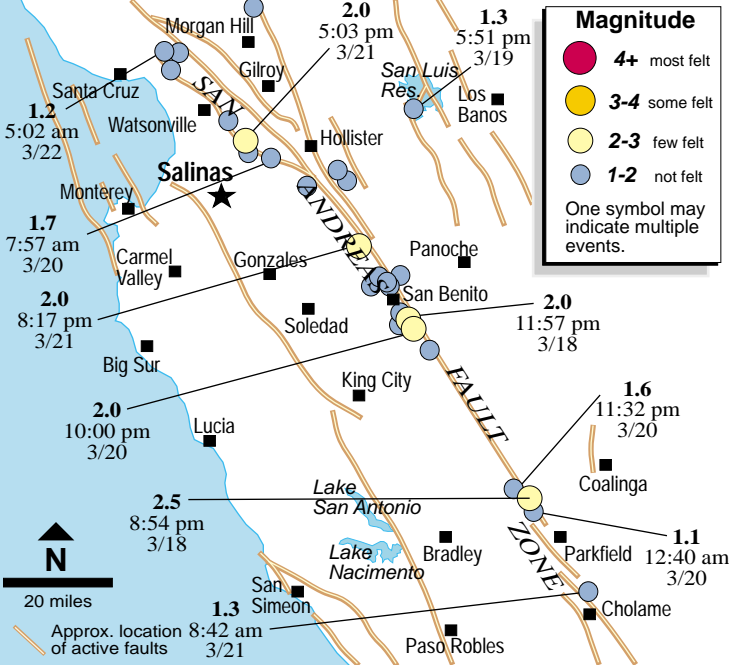 Morgan Hill
2.0
5:03 pm
3/21
1.3
5:51 pm
3/19
Magnitude
4+ most felt
3-4 some felt
2-3 few felt
1-2 not felt
One symbol may
indicate multiple
events.
Santa Cruz
Gilroy
San Luis
Res.
Los
Banos
1.2
5:02 am
3/22
Watsonville
Hollister
SAN
ANDREAS
FAULT
ZONE
Salinas
Monterey
1.7
7:57 am
3/20
Carmel
Valley
Gonzales
Panoche
San Benito
2.0
8:17 pm
3/21
Soledad
2.0
11:57 pm
3/18
Big Sur
King City
2.0
10:00 pm
3/20
Lucia
1.6
11:32 pm
3/20
Coalinga
2.5
8:54 pm
3/18
Lake
San Antonio
Lake
Nacimento
Bradley
Parkfield
1.1
12:40 am
3/20
N
20 miles
San
Simeon
1.3
8:42 am
3/21
Cholame
Approx. location
of active faults
Paso Robles